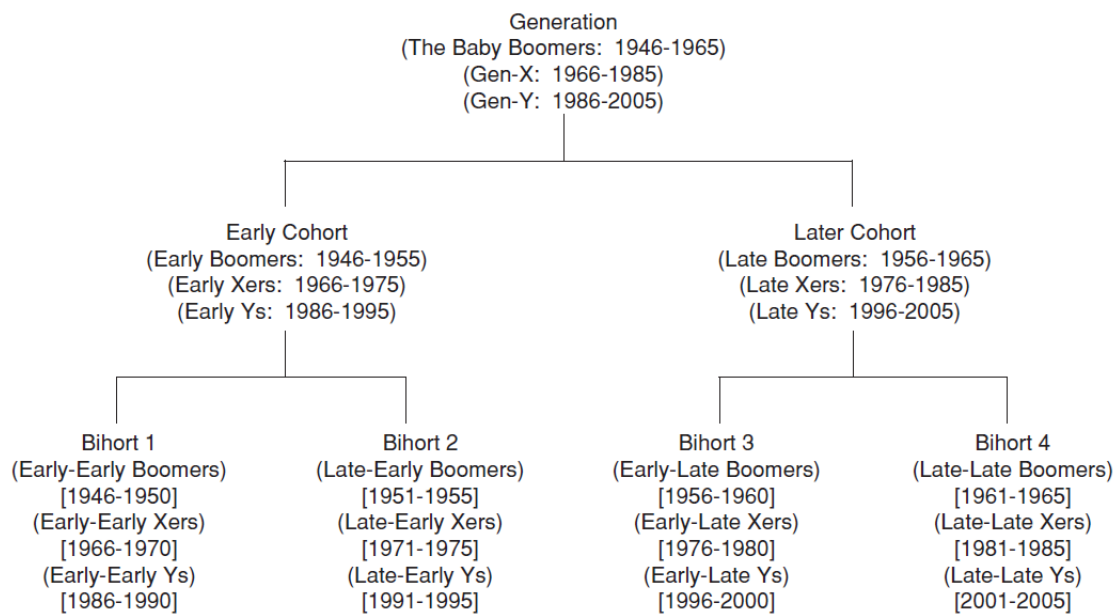 Generation
(The Baby Boomers: 1946-1965)
(Gen-X: 1966-1985)
(Gen-Y: 1986-2005)
Early Cohort
(Early Boomers: 1946-1955)
(Early Xers: 1966-1975)
(Early Ys: 1986-1995)
Later Cohort
(Late Boomers: 1956-1965)
(Late Xers: 1976-1985)
(Late Ys: 1996-2005)
Bihort 1
(Early-Early Boomers)
[1946-1950]
(Early-Early Xers)
[1966-1970]
(Early-Early Ys)
[1986-1990]
Bihort 2
(Late-Early Boomers)
[1951-1955]
(Late-Early Xers)
[1971-1975]
(Late-Early Ys)
[1991-1995]
Bihort 3
(Early-Late Boomers)
[1956-1960]
(Early-Late Xers)
[1976-1980]
(Early-Late Ys)
[1996-2000]
Bihort 4
(Late-Late Boomers)
[1961-1965]
(Late-Late Xers)
[1981-1985]
(Late-Late Ys)
[2001-2005]